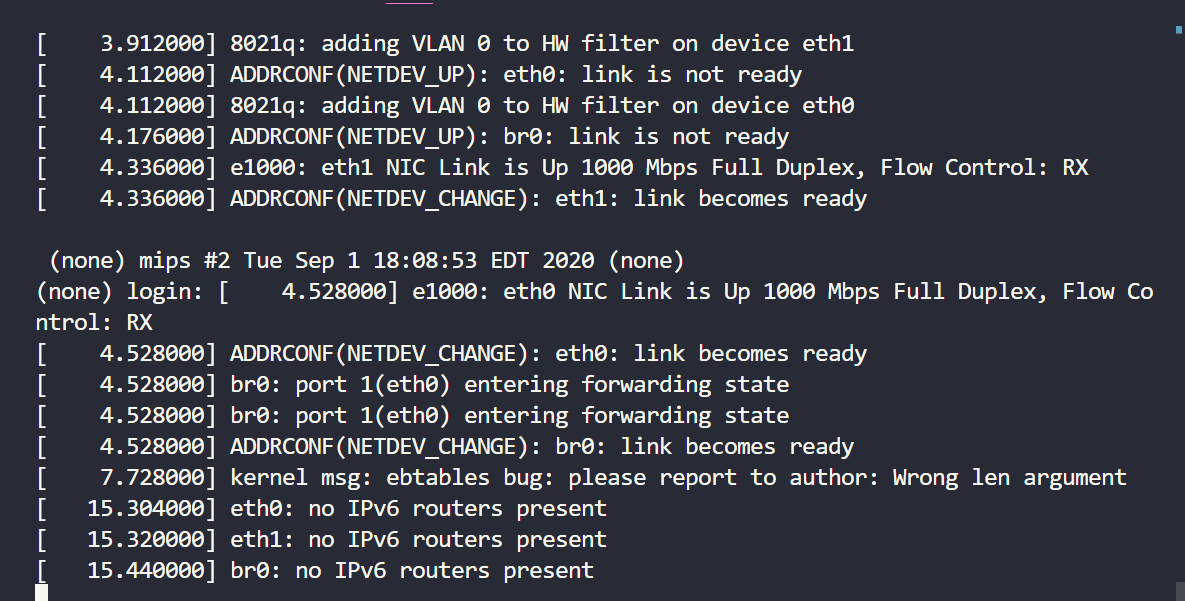 [    3.912000] 8021q: adding VLAN 0 to HW filter on device eth1
[    4.112000] ADDRCONF(NETDEV_UP): eth0: link is not ready
[    4.112000] 8021q: adding VLAN 0 to HW filter on device eth0
[    4.176000] ADDRCONF(NETDEV_UP): br0: link is not ready
[    4.336000] e1000: eth1 NIC Link is Up 1000 Mbps Full Duplex, Flow Control: RX
[    4.336000] ADDRCONF(NETDEV_CHANGE): eth1: link becomes ready

 (none) mips #2 Tue Sep 1 18:08:53 EDT 2020 (none)
(none) login: [    4.528000] e1000: eth0 NIC Link is Up 1000 Mbps Full Duplex, Flow Co
ntrol: RX
[    4.528000] ADDRCONF(NETDEV_CHANGE): eth0: link becomes ready
[    4.528000] br0: port 1(eth0) entering forwarding state
[    4.528000] br0: port 1(eth0) entering forwarding state
[    4.528000] ADDRCONF(NETDEV_CHANGE): br0: link becomes ready
[    7.728000] kernel msg: ebtables bug: please report to author: Wrong len argument
[   15.304000] eth0: no IPv6 routers present
[   15.320000] eth1: no IPv6 routers present
[   15.440000] br0: no IPv6 routers present